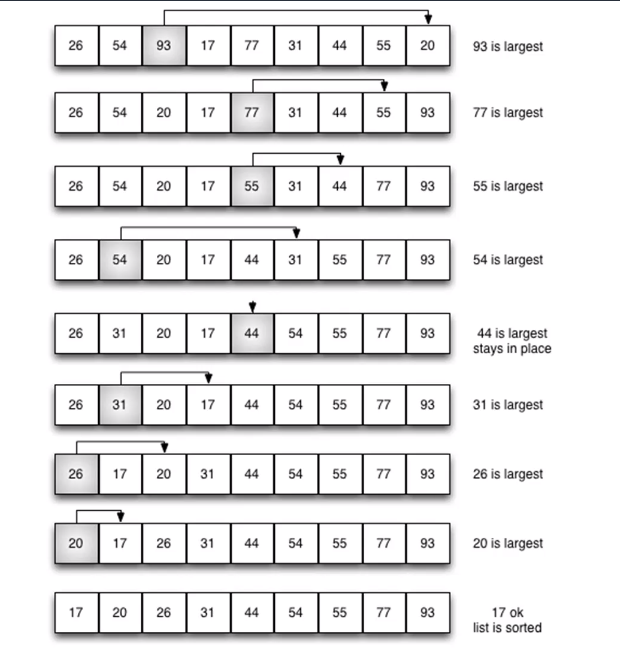 26 54 93 17 77 31 44 55 20 93 is largest
26 54 20 17 77 31 44 55 93 77 is largest
26 54 20 17 55 31 44 77 93 55 is largest
26 54 20 17 44 31 55 77 93 54 is largest
26 31 20 17 44 54 55 77 93 44 is largest
stays in place
26 31 20 17 44 54 55 77 93 31 is largest
26 17 20 31 44 54 55 77 93 26 is largest
20 17 26 31 44 54 55 77 93 20 is largest
17 20 26 31 44 54 55 77 93 17 ok
list is sorted